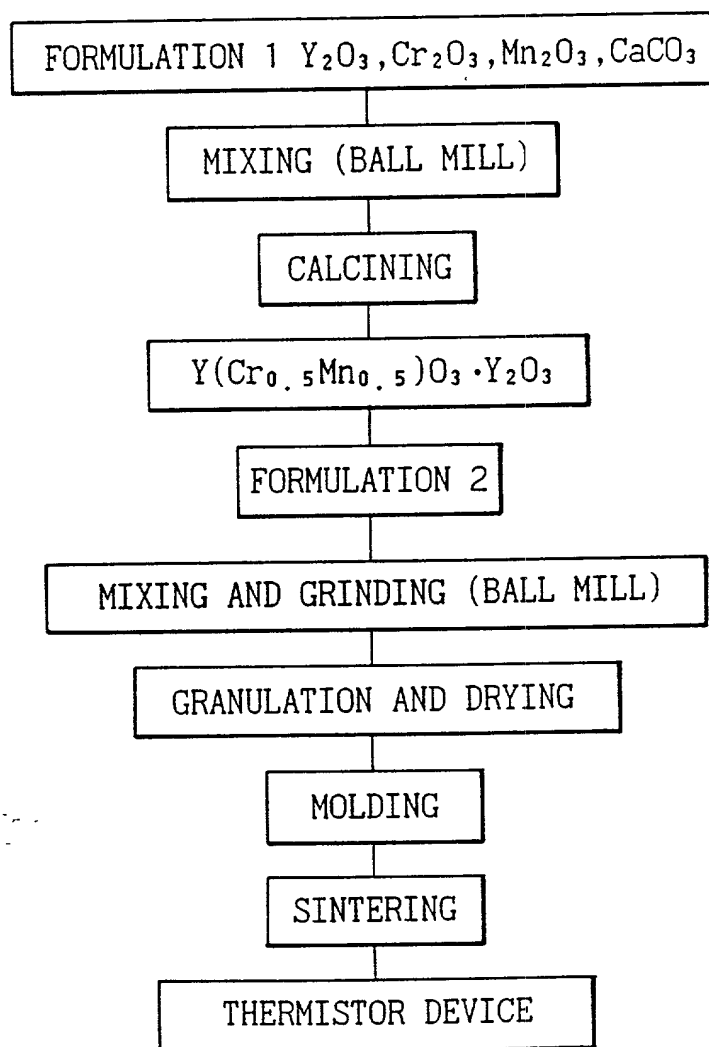 FORMULATION 1 Y₂O₃,Cr₂O₃,Mn₂O₃,CaCO₃
MIXING (BALL MILL)
CALCINING
Y(Cr₀.₅Mn₀.₅)O₃·Y₂O₃
FORMULATION 2
MIXING AND GRINDING (BALL MILL)
GRANULATION AND DRYING
MOLDING
SINTERING
THERMISTOR DEVICE